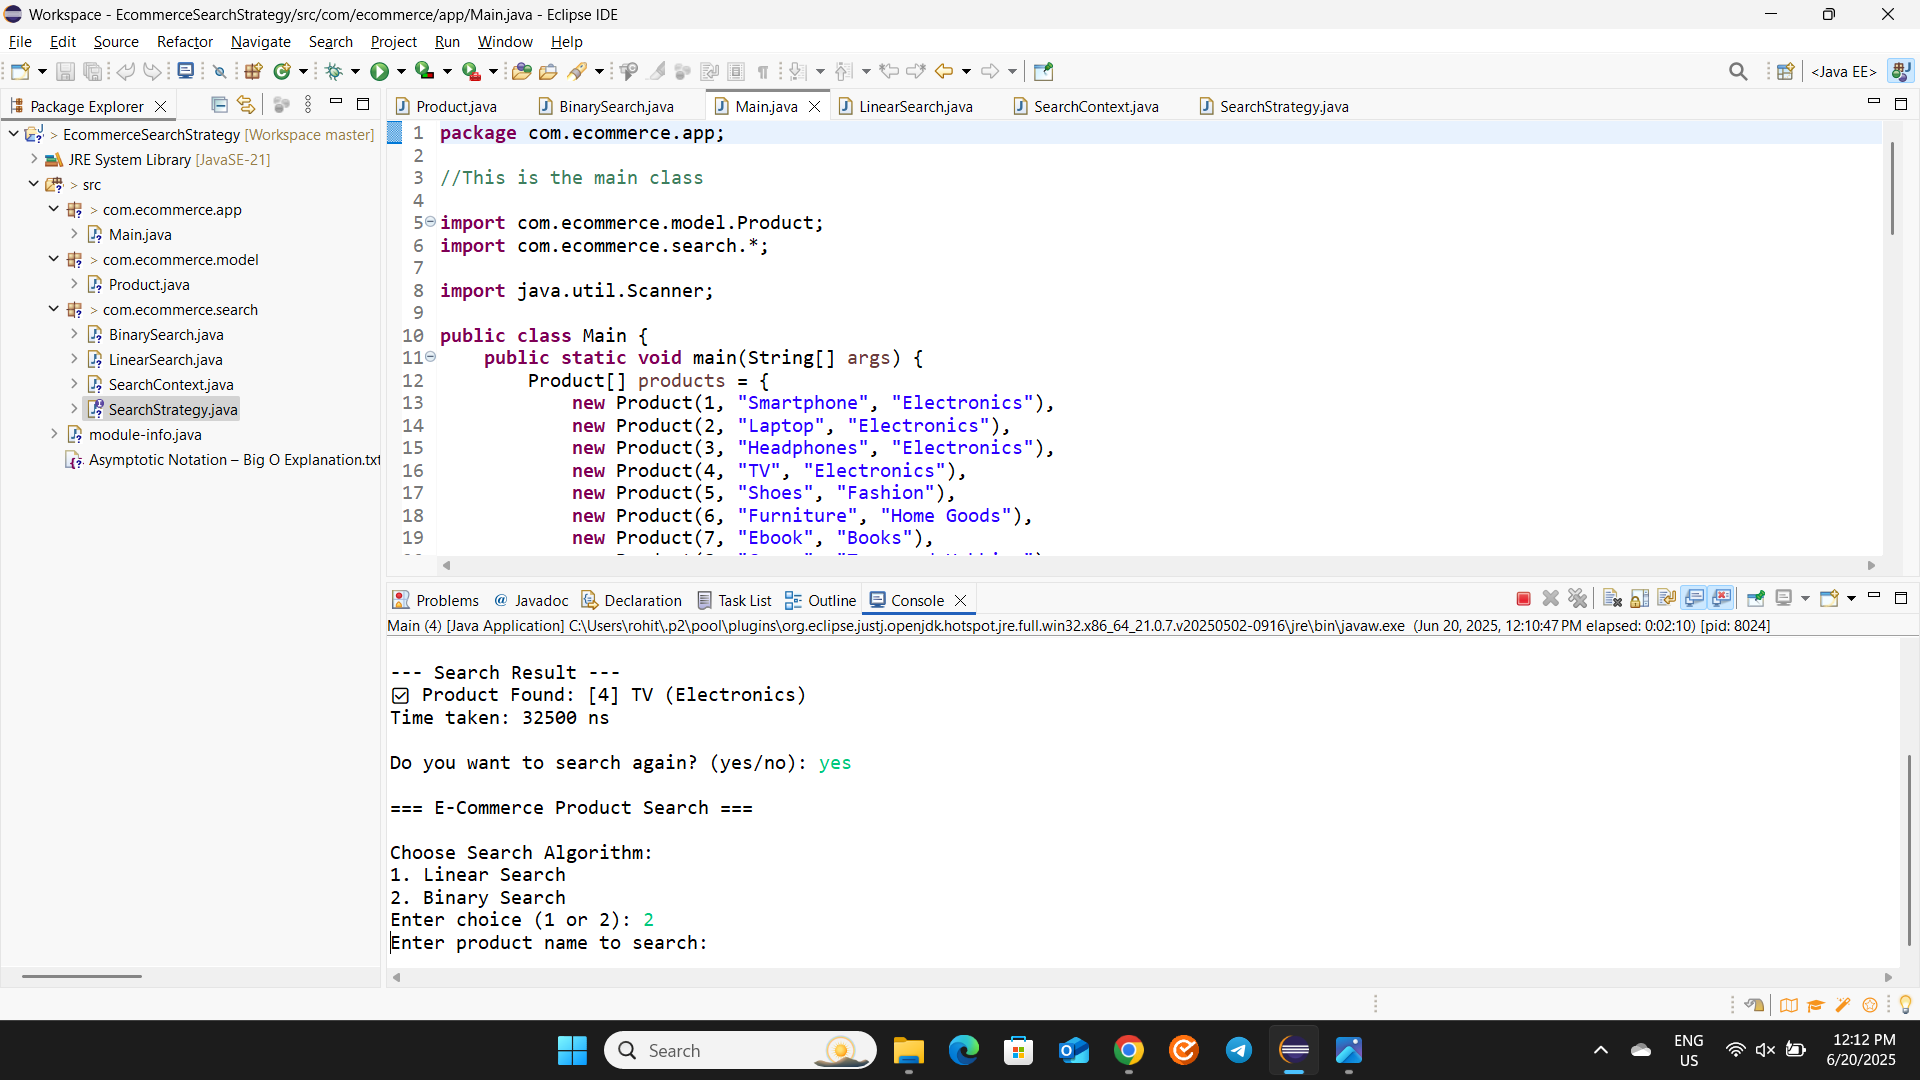 Workspace - EcommerceSearchStrategy/src/com/ecommerce/app/Main.java - Eclipse IDE
File Edit Source Refactor Navigate Search Project Run Window Help
<Java EE>
Package Explorer
> EcommerceSearchStrategy [Workspace master]
JRE System Library [JavaSE-21]
> src
> com.ecommerce.app
Main.java
> com.ecommerce.model
Product.java
> com.ecommerce.search
BinarySearch.java
LinearSearch.java
SearchContext.java
SearchStrategy.java
module-info.java
Asymptotic Notation – Big O Explanation.txt
Product.java BinarySearch.java Main.java LinearSearch.java SearchContext.java SearchStrategy.java
1 package com.ecommerce.app;
2
3 //This is the main class
4
5 import com.ecommerce.model.Product;
6 import com.ecommerce.search.*;
7
8 import java.util.Scanner;
9
10 public class Main {
11 public static void main(String[] args) {
12 Product[] products = {
13 new Product(1, "Smartphone", "Electronics"),
14 new Product(2, "Laptop", "Electronics"),
15 new Product(3, "Headphones", "Electronics"),
16 new Product(4, "TV", "Electronics"),
17 new Product(5, "Shoes", "Fashion"),
18 new Product(6, "Furniture", "Home Goods"),
19 new Product(7, "Ebook", "Books"),
Problems @ Javadoc Declaration Task List Outline Console
Main (4) [Java Application] C:\Users\rohit\.p2\pool\plugins\org.eclipse.justj.openjdk.hotspot.jre.full.win32.x86_64_21.0.7.v20250502-0916\jre\bin\javaw.exe (Jun 20, 2025, 12:10:47 PM elapsed: 0:02:10) [pid: 8024]
--- Search Result ---
☑ Product Found: [4] TV (Electronics)
Time taken: 32500 ns
Do you want to search again? (yes/no): yes
=== E-Commerce Product Search ===
Choose Search Algorithm:
1. Linear Search
2. Binary Search
Enter choice (1 or 2): 2
Enter product name to search:
Search
ENG
US
12:12 PM
6/20/2025